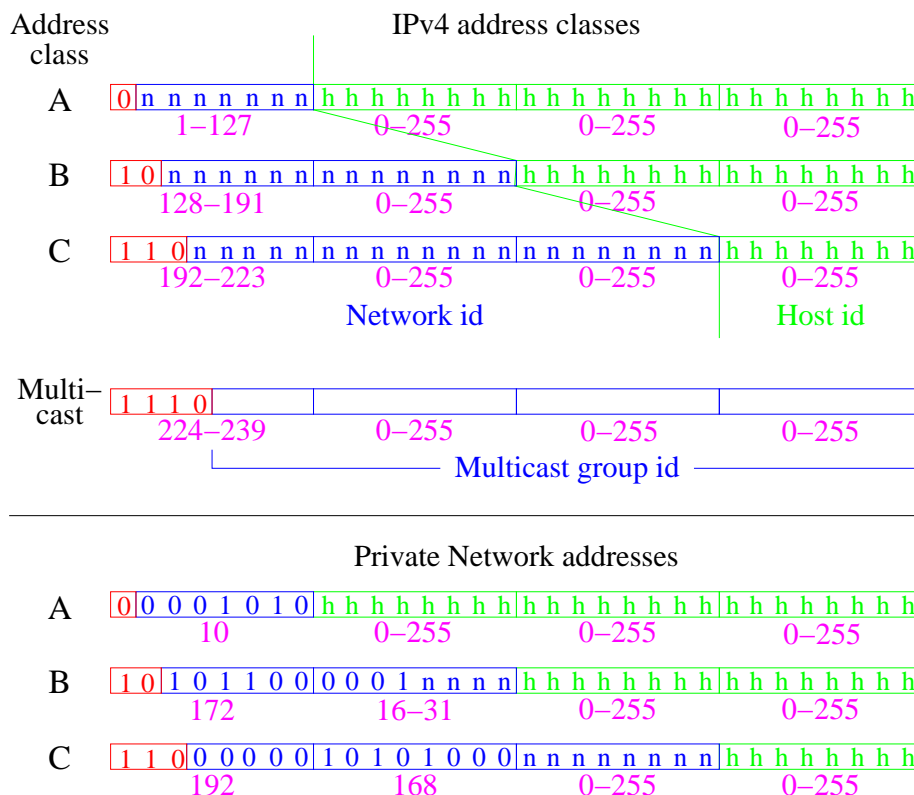 Address class
IPv4 address classes
A 0 n n n n n n n h h h h h h h h h h h h h h h h h h h h h h h h
1–127 0–255 0–255 0–255
B 1 0 n n n n n n n n n n n n n n h h h h h h h h h h h h h h h h
128–191 0–255 0–255 0–255
C 1 1 0 n n n n n n n n n n n n n n n n n n n n n h h h h h h h h
192–223 0–255 0–255 0–255
Network id Host id
Multi–cast 1 1 1 0
224–239 0–255 0–255 0–255
Multicast group id
Private Network addresses
A 0 0 0 0 1 0 1 0 h h h h h h h h h h h h h h h h h h h h h h h h
10 0–255 0–255 0–255
B 1 0 1 0 1 1 0 0 0 0 0 1 n n n n h h h h h h h h h h h h h h h h
172 16–31 0–255 0–255
C 1 1 0 0 0 0 0 0 1 0 1 0 1 0 0 0 n n n n n n n n h h h h h h h h
192 168 0–255 0–255